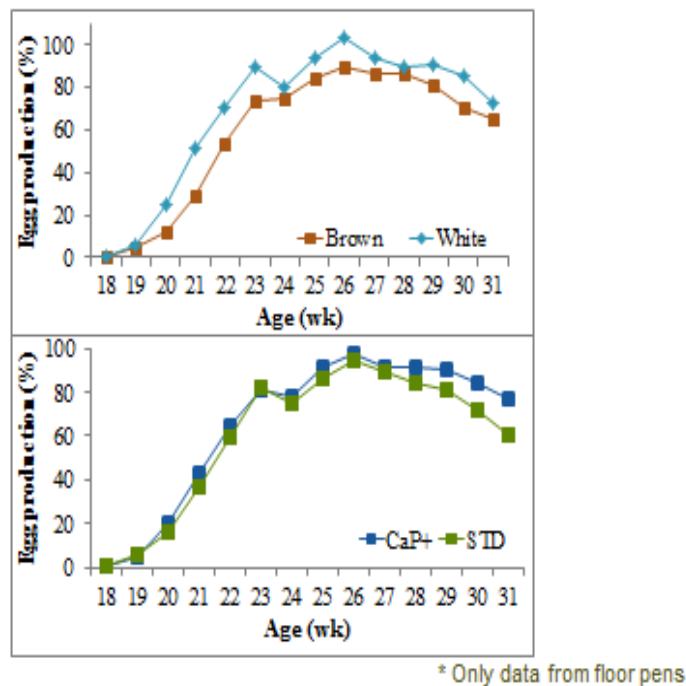 Egg production (%)
100
80
60
40
20
0
Brown White
18 19 20 21 22 23 24 25 26 27 28 29 30 31
Age (wk)
Egg production (%)
100
80
60
40
20
0
CaP+ STD
18 19 20 21 22 23 24 25 26 27 28 29 30 31
Age (wk)
* Only data from floor pens